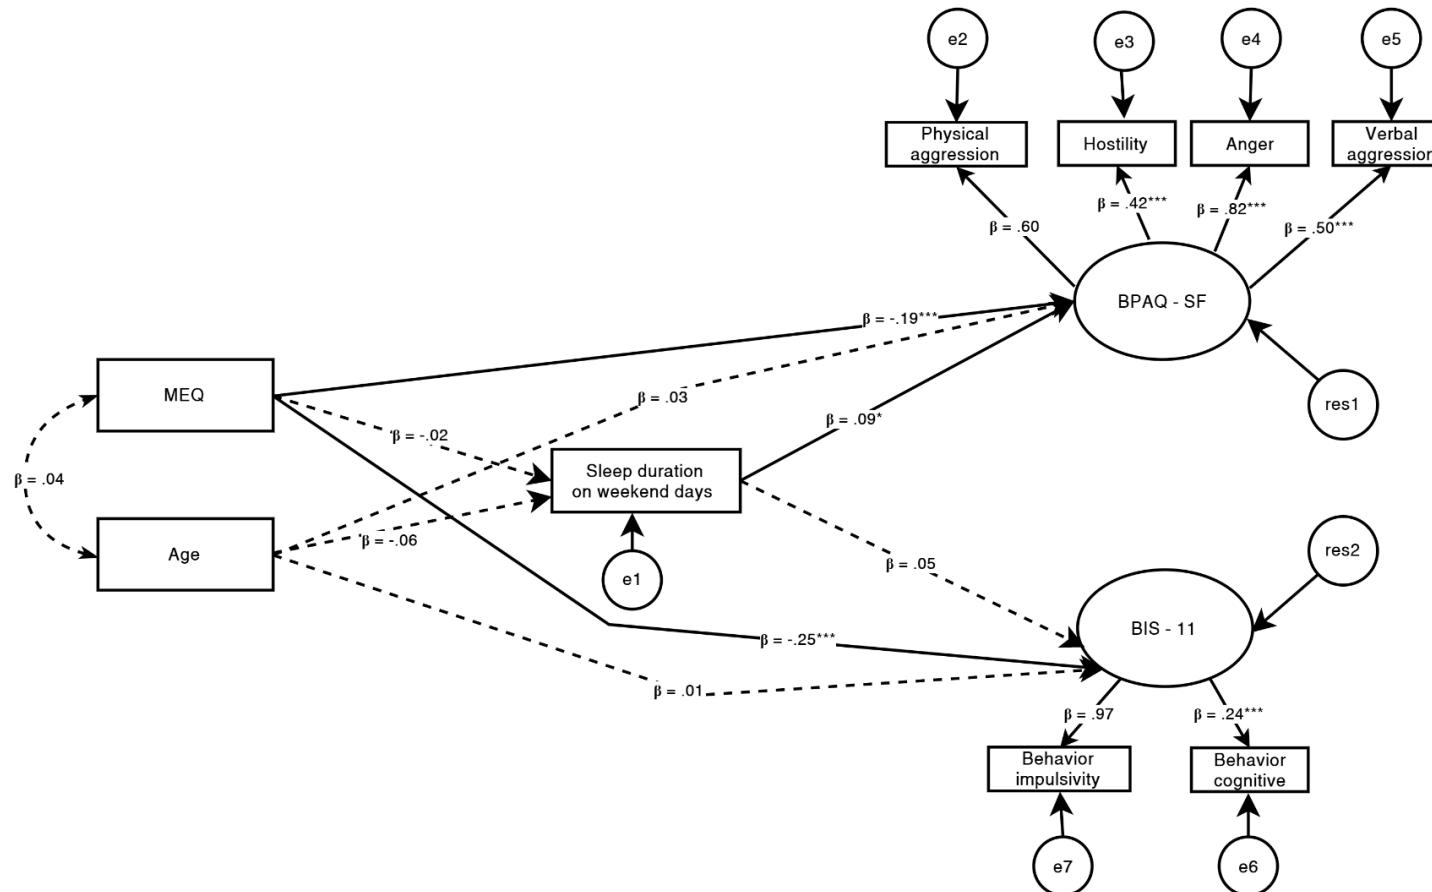 e2
e3
e4
e5
Physical
aggression
Hostility
Anger
Verbal
aggression
β = .60
β = .42***
β = .82***
β = .50***
BPAQ - SF
β = -.19***
MEQ
β = .03
res1
β = .09*
β = -.02
Sleep duration
on weekend days
β = .04
Age
β = -.06
e1
β = .05
res2
BIS - 11
β = -.25***
β = .01
β = .97
β = .24***
Behavior
impulsivity
Behavior
cognitive
e7
e6